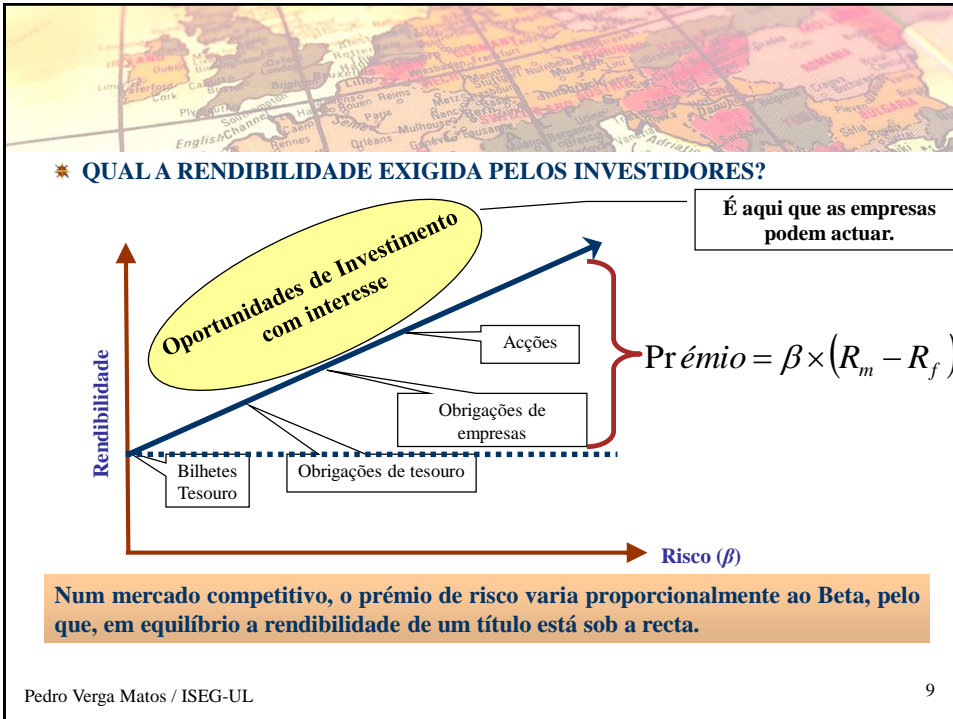 QUAL A RENDIBILIDADE EXIGIDA PELOS INVESTIDORES?
É aqui que as empresas
podem actuar.
Oportunidades de Investimento
com interesse
Rendibilidade
Acções
Obrigações de
empresas
Prémio = β × (R_m − R_f)
Bilhetes
Tesouro
Obrigações de tesouro
Risco (β)
Num mercado competitivo, o prémio de risco varia proporcionalmente ao Beta, pelo
que, em equilíbrio a rendibilidade de um título está sob a recta.
Pedro Verga Matos / ISEG-UL
9